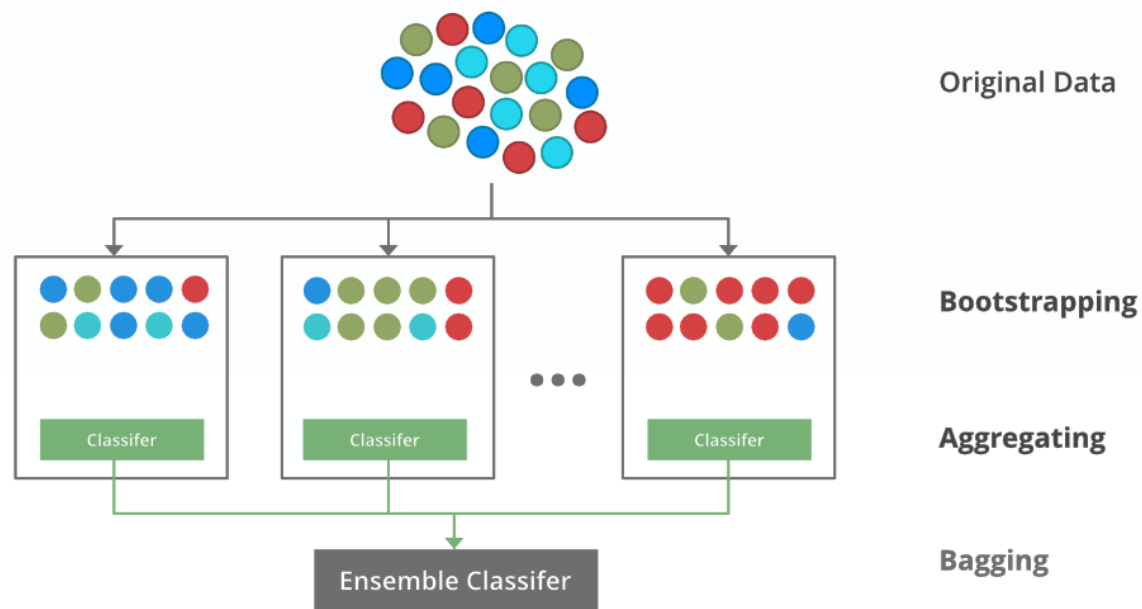 Original Data
Bootstrapping
Classifer
Classifer
Classifer
Aggregating
Ensemble Classifer
Bagging